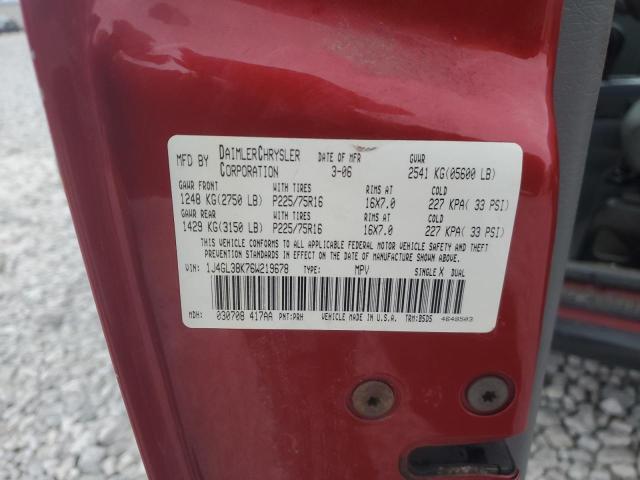 MFD BY DAIMLERCHRYSLER CORPORATION DATE OF MFR 3-06 GVWR 2541 KG(05600 LB)
GAWR FRONT WITH TIRES RIMS AT COLD
1248 KG(2750 LB) P225/75R16 16X7.0 227 KPA( 33 PSI)
GAWR REAR WITH TIRES RIMS AT COLD
1429 KG(3150 LB) P225/75R16 16X7.0 227 KPA( 33 PSI)
THIS VEHICLE CONFORMS TO ALL APPLICABLE FEDERAL MOTOR VEHICLE SAFETY AND THEFT
PREVENTION STANDARDS IN EFFECT ON THE DATE OF MANUFACTURE SHOWN ABOVE.
VIN: 1J4GL38K76W219678 TYPE: MPV SINGLE X DUAL
MDH: 030708 417AA PNT:PRH VEHICLE MADE IN U.S.A. TRM:B5D5 4648503